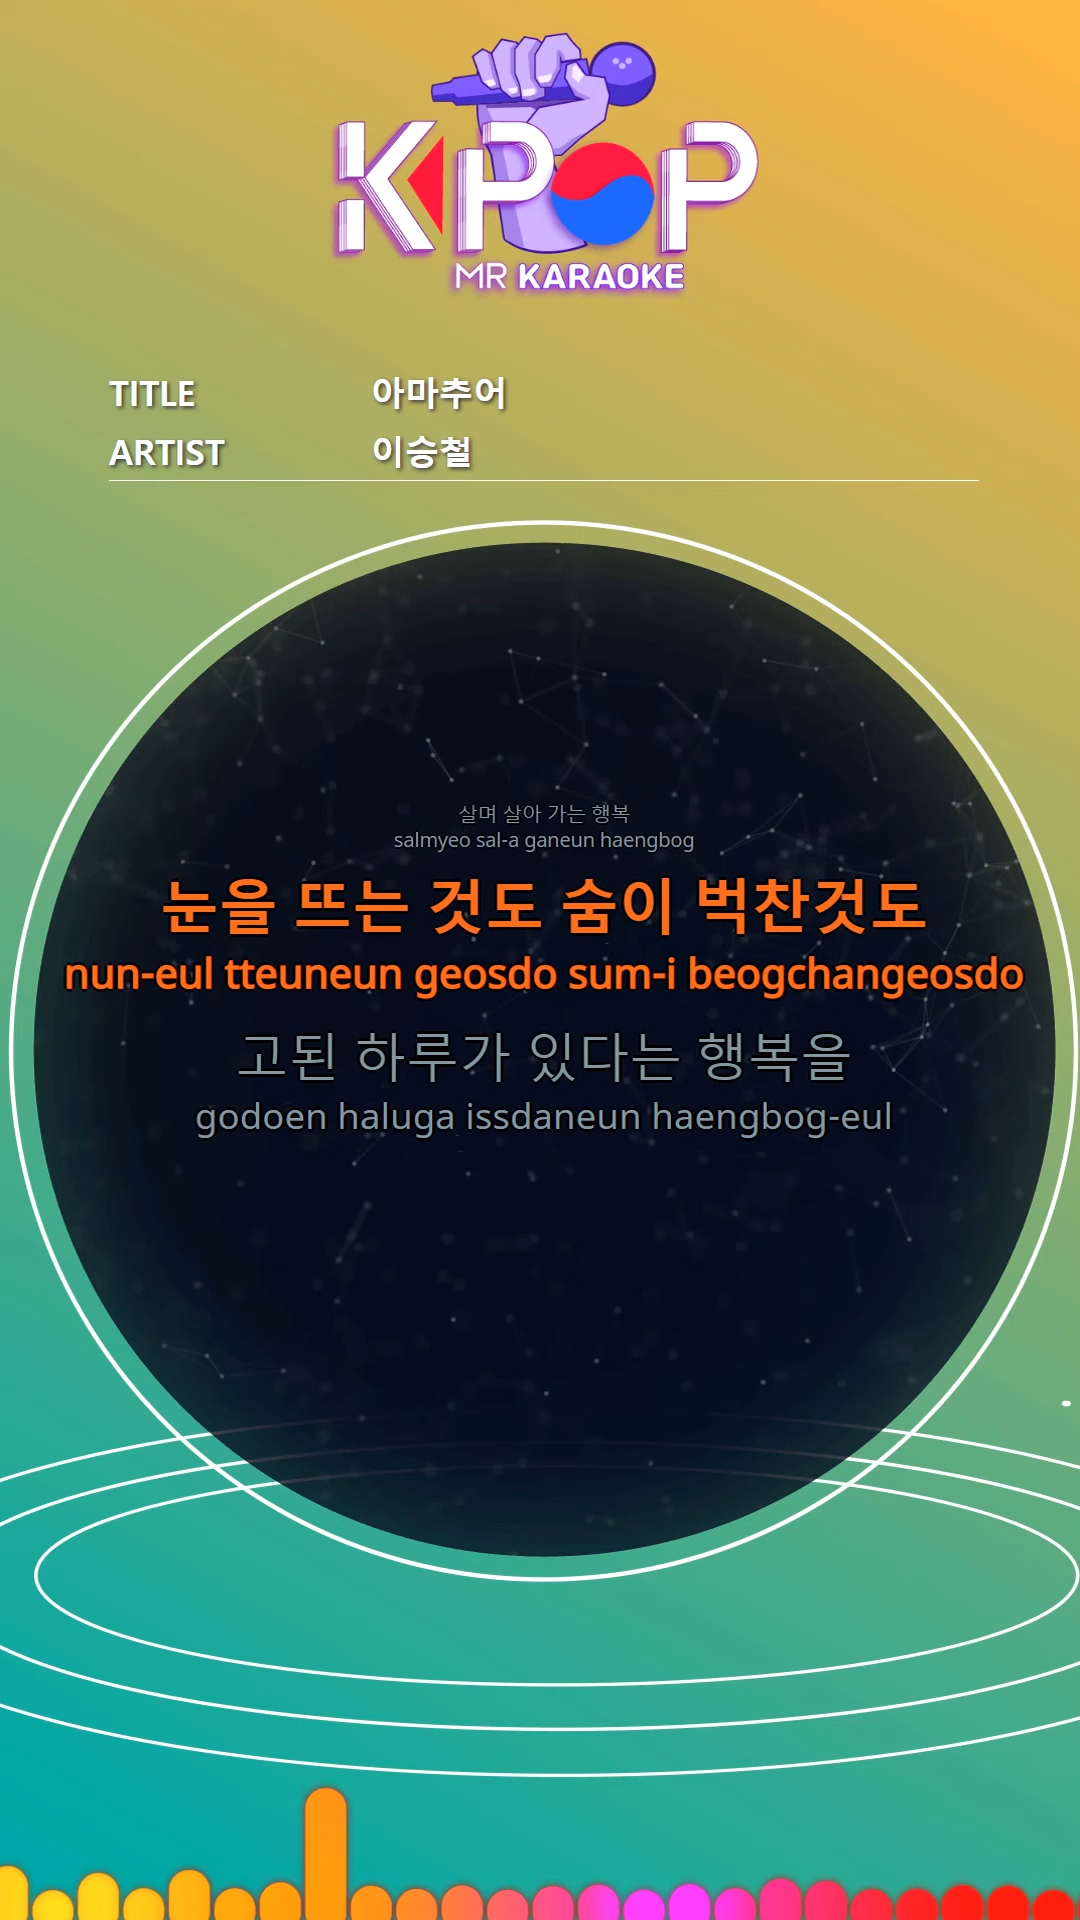 KPOP
MR KARAOKE
TITLE 아마추어
ARTIST 이승철
살며 살아 가는 행복
salmyeo sal-a ganeun haengbog
눈을 뜨는 것도 숨이 벅찬것도
nun-eul tteuneun geosdo sum-i beogchangeosdo
고된 하루가 있다는 행복을
godoen haluga issdaneun haengbog-eul